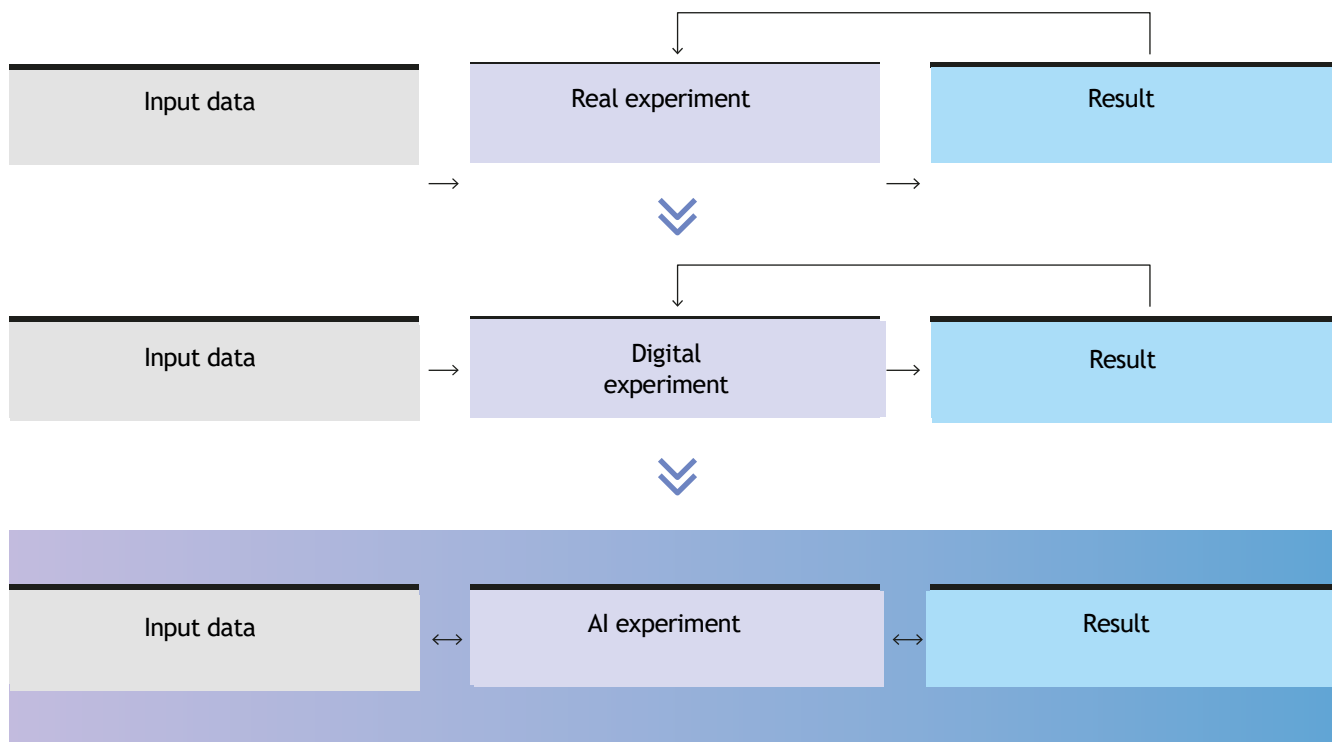 Input data
Real experiment
Result
Input data
Digital
experiment
Result
Input data
AI experiment
Result